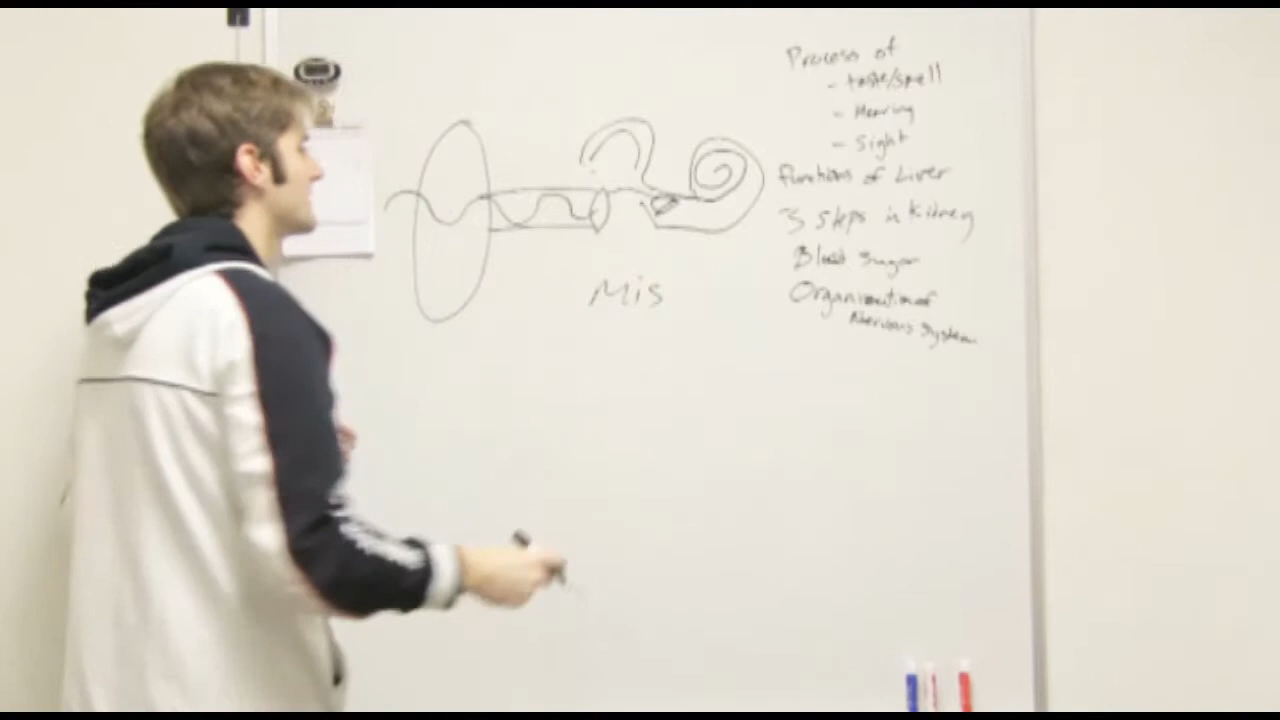 Process of
- taste/smell
- Hearing
- Sight
functions of Liver
3 steps in Kidney
Blood Sugar
Organization of
Nervous System
MIS